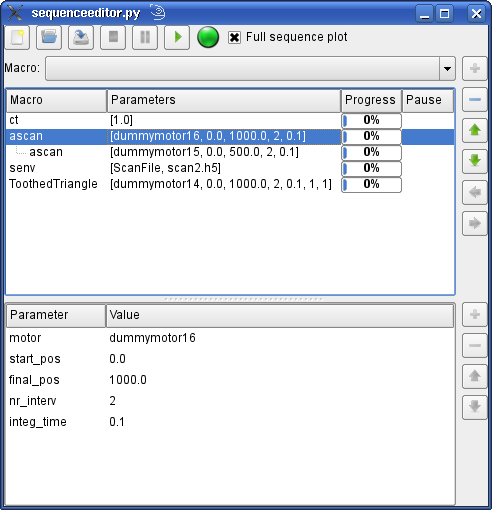 sequenceeditor.py
Full sequence plot
Macro:
Macro Parameters Progress Pause
ct [1.0] 0%
ascan [dummymotor16, 0.0, 1000.0, 2, 0.1] 0%
ascan [dummymotor15, 0.0, 500.0, 2, 0.1] 0%
senv [ScanFile, scan2.h5] 0%
ToothedTriangle [dummymotor14, 0.0, 1000.0, 2, 0.1, 1, 1] 0%
Parameter Value
motor dummymotor16
start_pos 0.0
final_pos 1000.0
nr_interv 2
integ_time 0.1